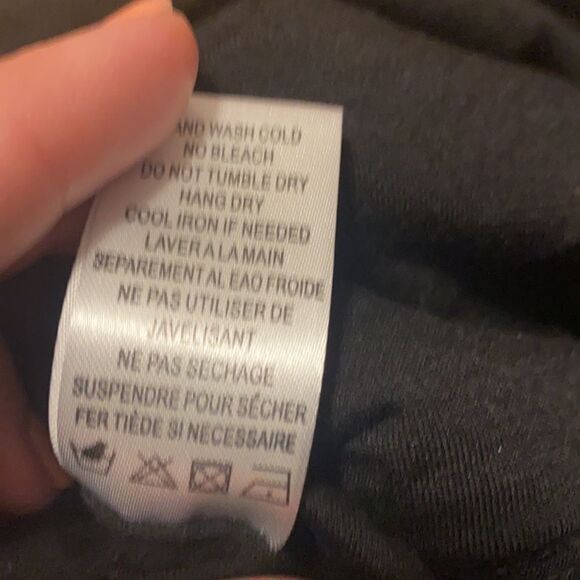 AND WASH COLD
NO BLEACH
DO NOT TUMBLE DRY
HANG DRY
COOL IRON IF NEEDED
LAVER A LA MAIN
SEPAREMENT AL EAO FROIDE
NE PAS UTILISER DE
JAVELISANT
NE PAS SECHAGE
SUSPENDRE POUR SÉCHER
FER TIÈDE SI NECESSAIRE